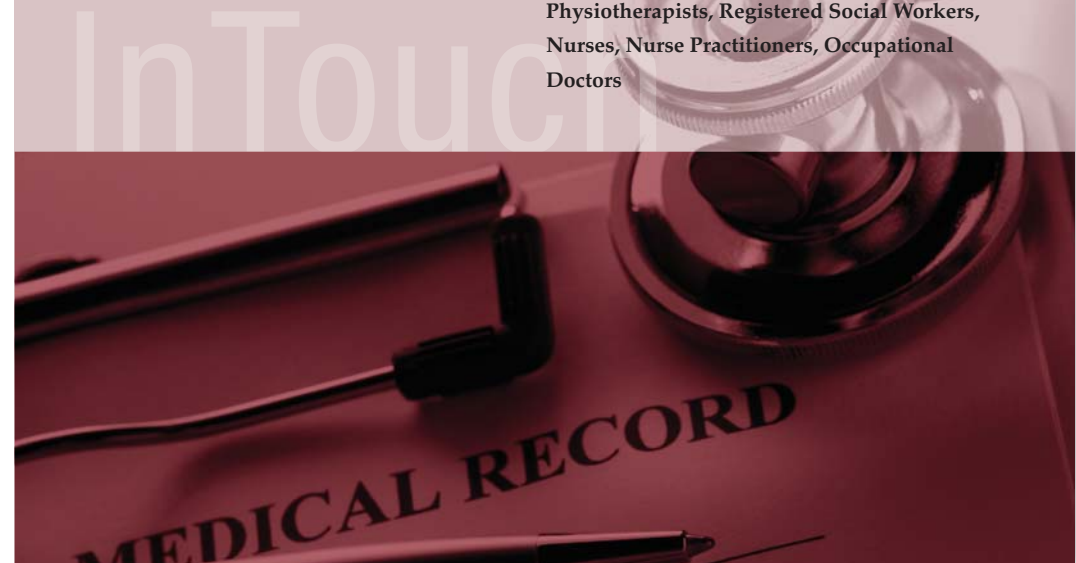 Physiotherapists, Registered Social Workers,
Nurses, Nurse Practitioners, Occupational
Doctors
InTouch
MEDICAL RECORD